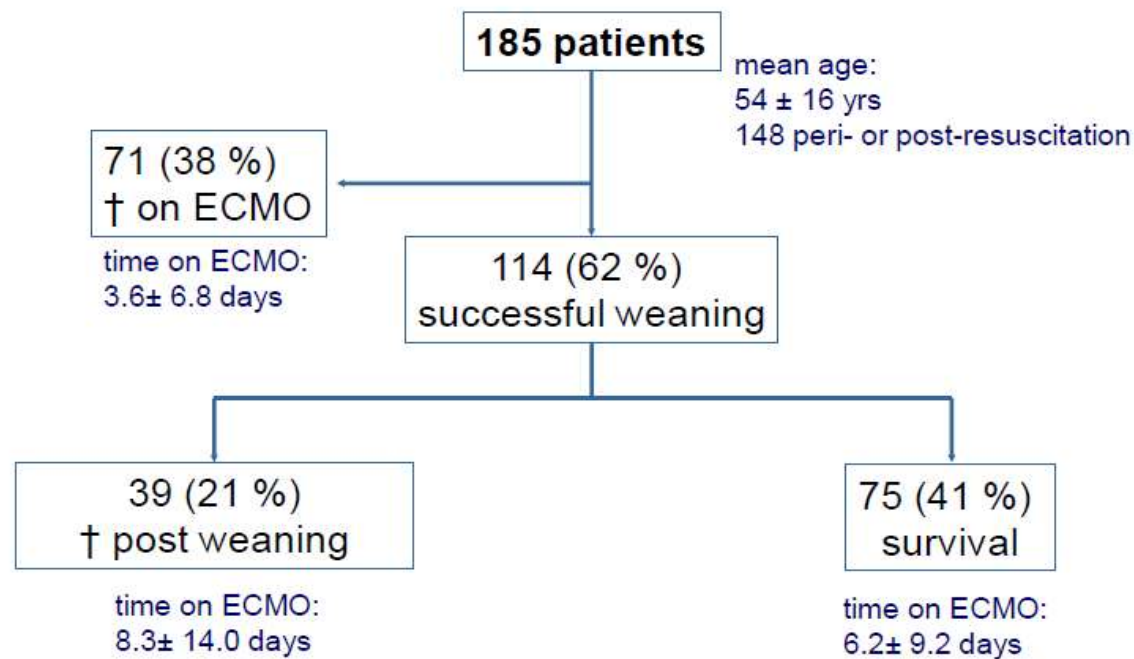 185 patients
mean age:
54 ± 16 yrs
148 peri- or post-resuscitation
71 (38 %)
† on ECMO
time on ECMO:
3.6± 6.8 days
114 (62 %)
successful weaning
39 (21 %)
† post weaning
time on ECMO:
8.3± 14.0 days
75 (41 %)
survival
time on ECMO:
6.2± 9.2 days